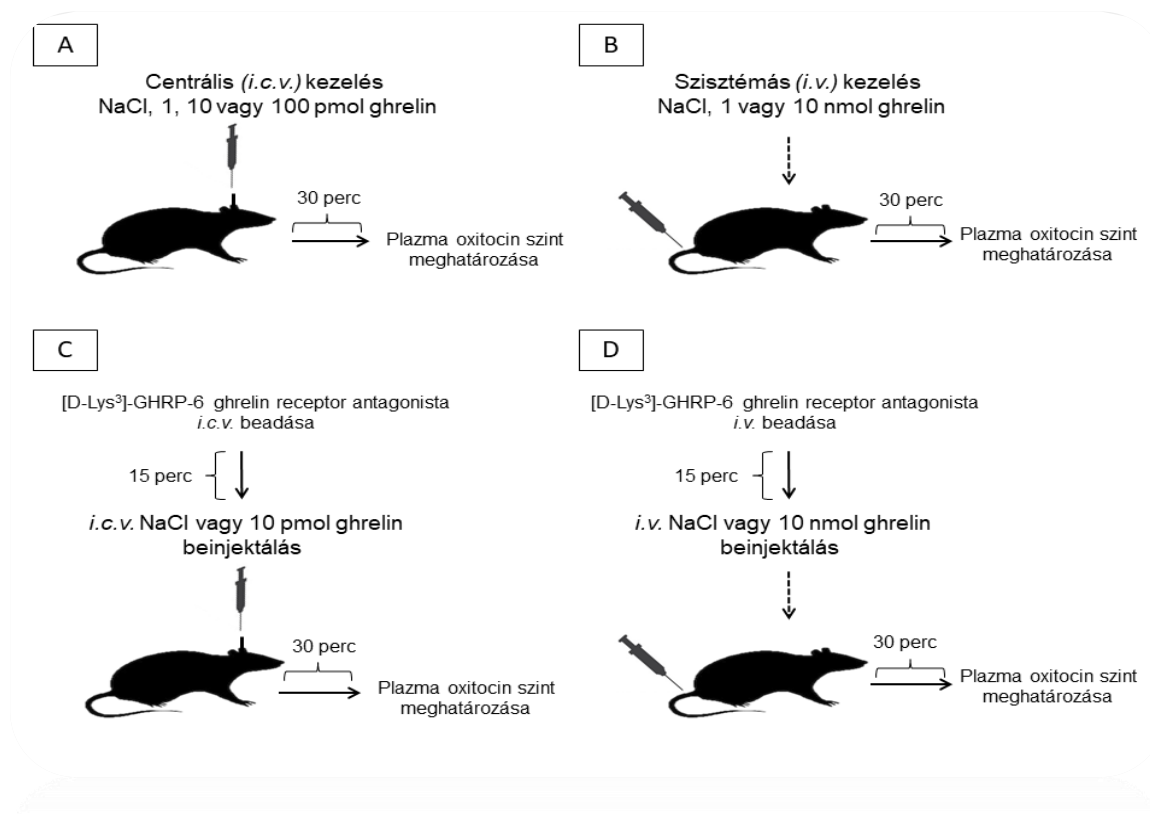 A
Centrális (i.c.v.) kezelés
NaCl, 1, 10 vagy 100 pmol ghrelin
30 perc
Plazma oxitocin szint
meghatározása
B
Szisztémás (i.v.) kezelés
NaCl, 1 vagy 10 nmol ghrelin
30 perc
Plazma oxitocin szint
meghatározása
C
[D-Lys³]-GHRP-6 ghrelin receptor antagonista
i.c.v. beadása
15 perc
i.c.v. NaCl vagy 10 pmol ghrelin
beinjektálás
30 perc
Plazma oxitocin szint
meghatározása
D
[D-Lys³]-GHRP-6 ghrelin receptor antagonista
i.v. beadása
15 perc
i.v. NaCl vagy 10 nmol ghrelin
beinjektálás
30 perc
Plazma oxitocin szint
meghatározása